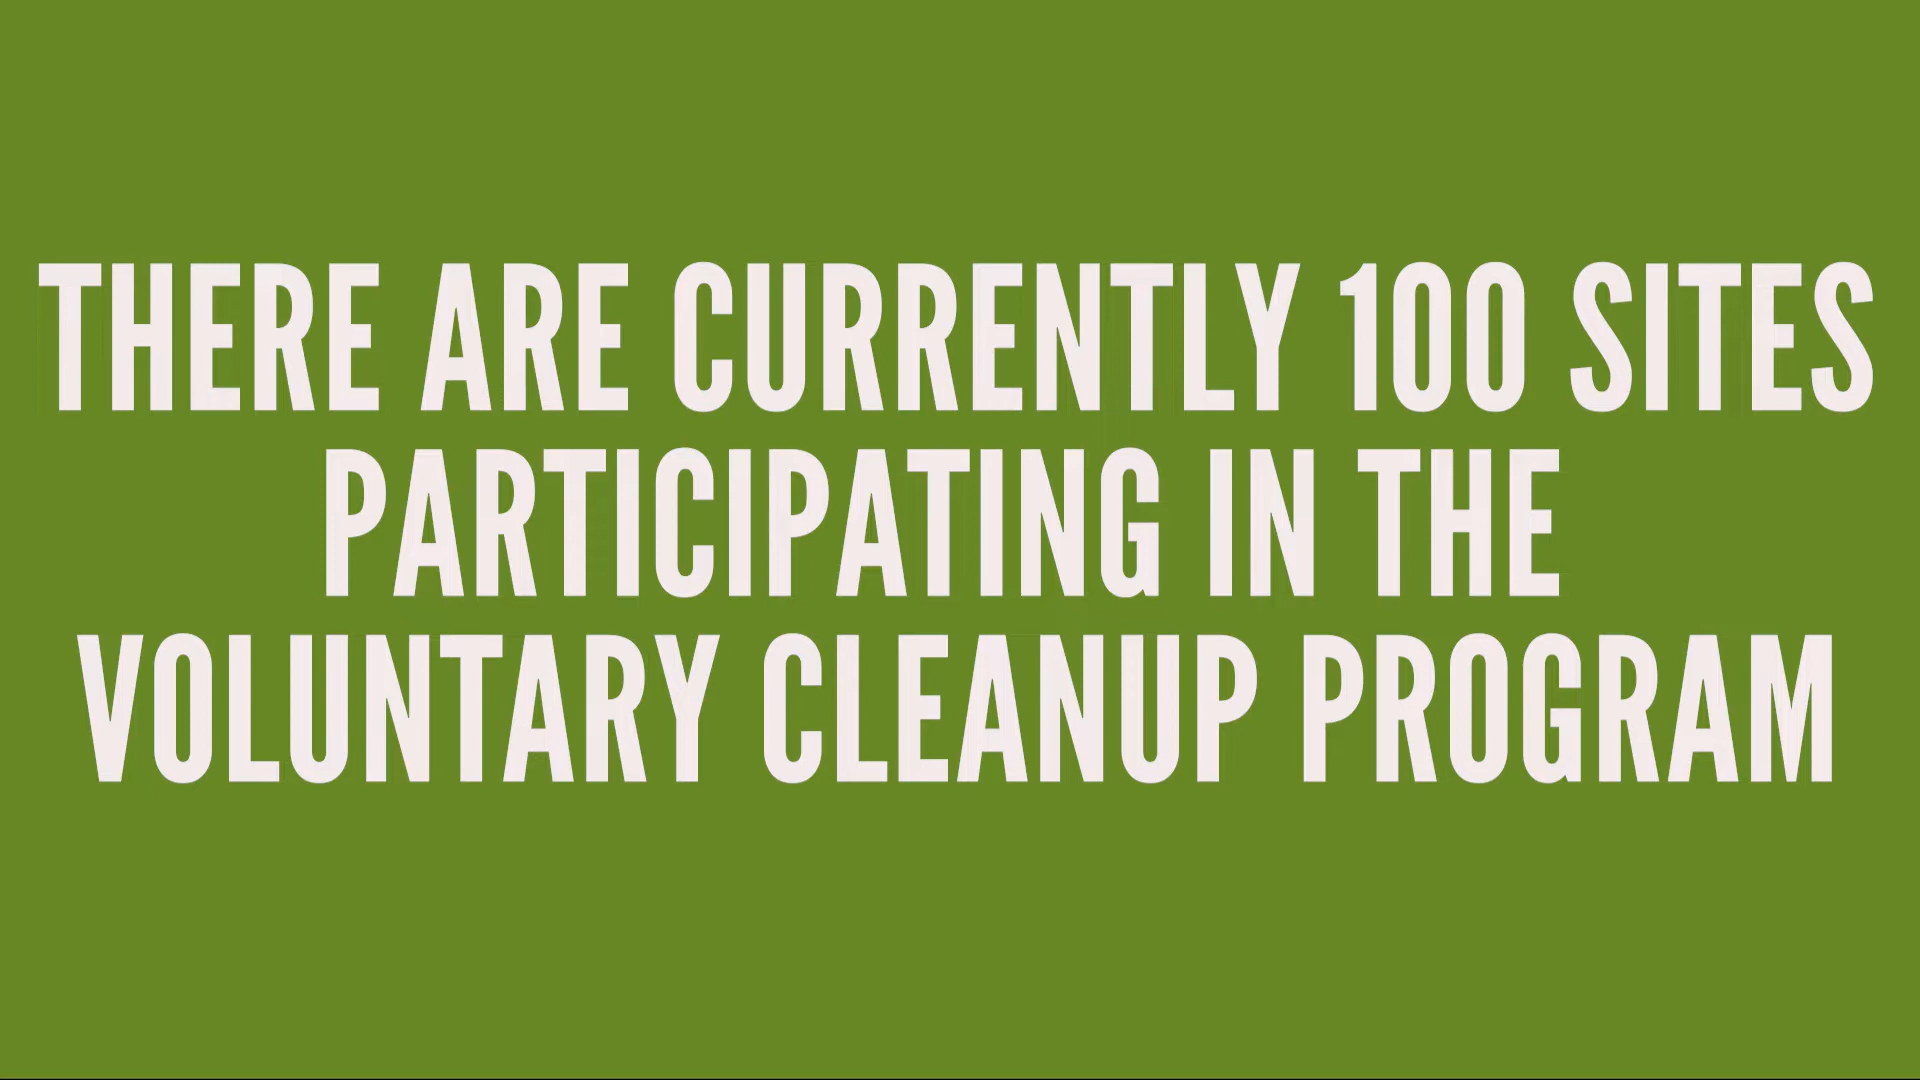 THERE ARE CURRENTLY 100 SITES
PARTICIPATING IN THE
VOLUNTARY CLEANUP PROGRAM